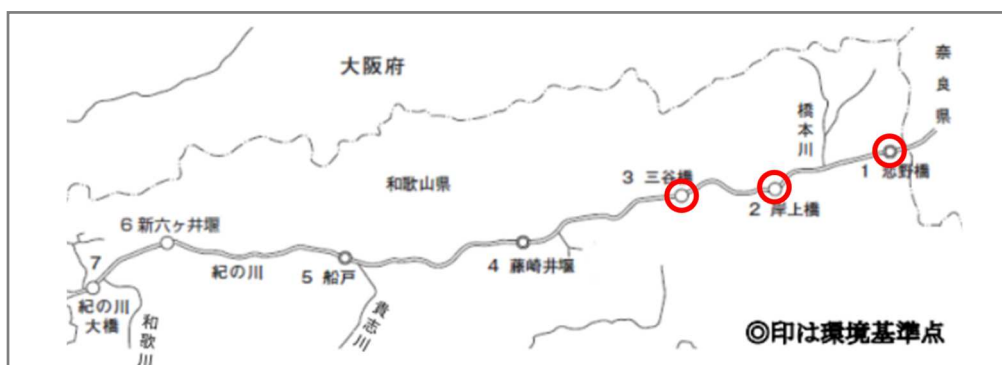 大阪府
奈良県
橋本川
1 恋野橋
3 三谷橋
和歌山県
2 岸上橋
6 新六ヶ井堰
4 藤崎井堰
紀の川
5 船戸
7
紀の川
大橋
和歌川
貴志川
◎印は環境基準点